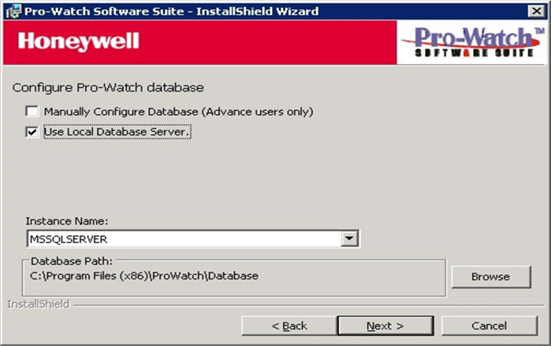 Pro-Watch Software Suite - InstallShield Wizard
Honeywell
Pro-Watch™
SOFTWARE SUITE
Configure Pro-Watch database
Manually Configure Database (Advance users only)
Use Local Database Server.
Instance Name:
MSSQLSERVER
Database Path:
C:\Program Files (x86)\ProWatch\Database
Browse
InstallShield
< Back
Next >
Cancel